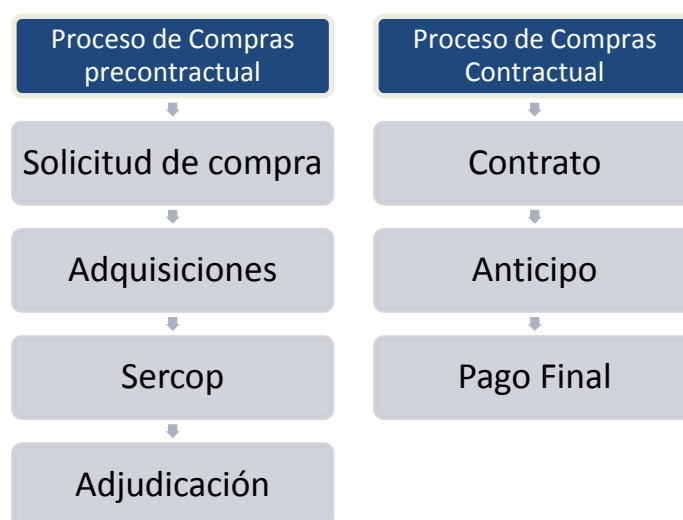 Proceso de Compras
precontractual
Solicitud de compra
Adquisiciones
Sercop
Adjudicación
Proceso de Compras
Contractual
Contrato
Anticipo
Pago Final